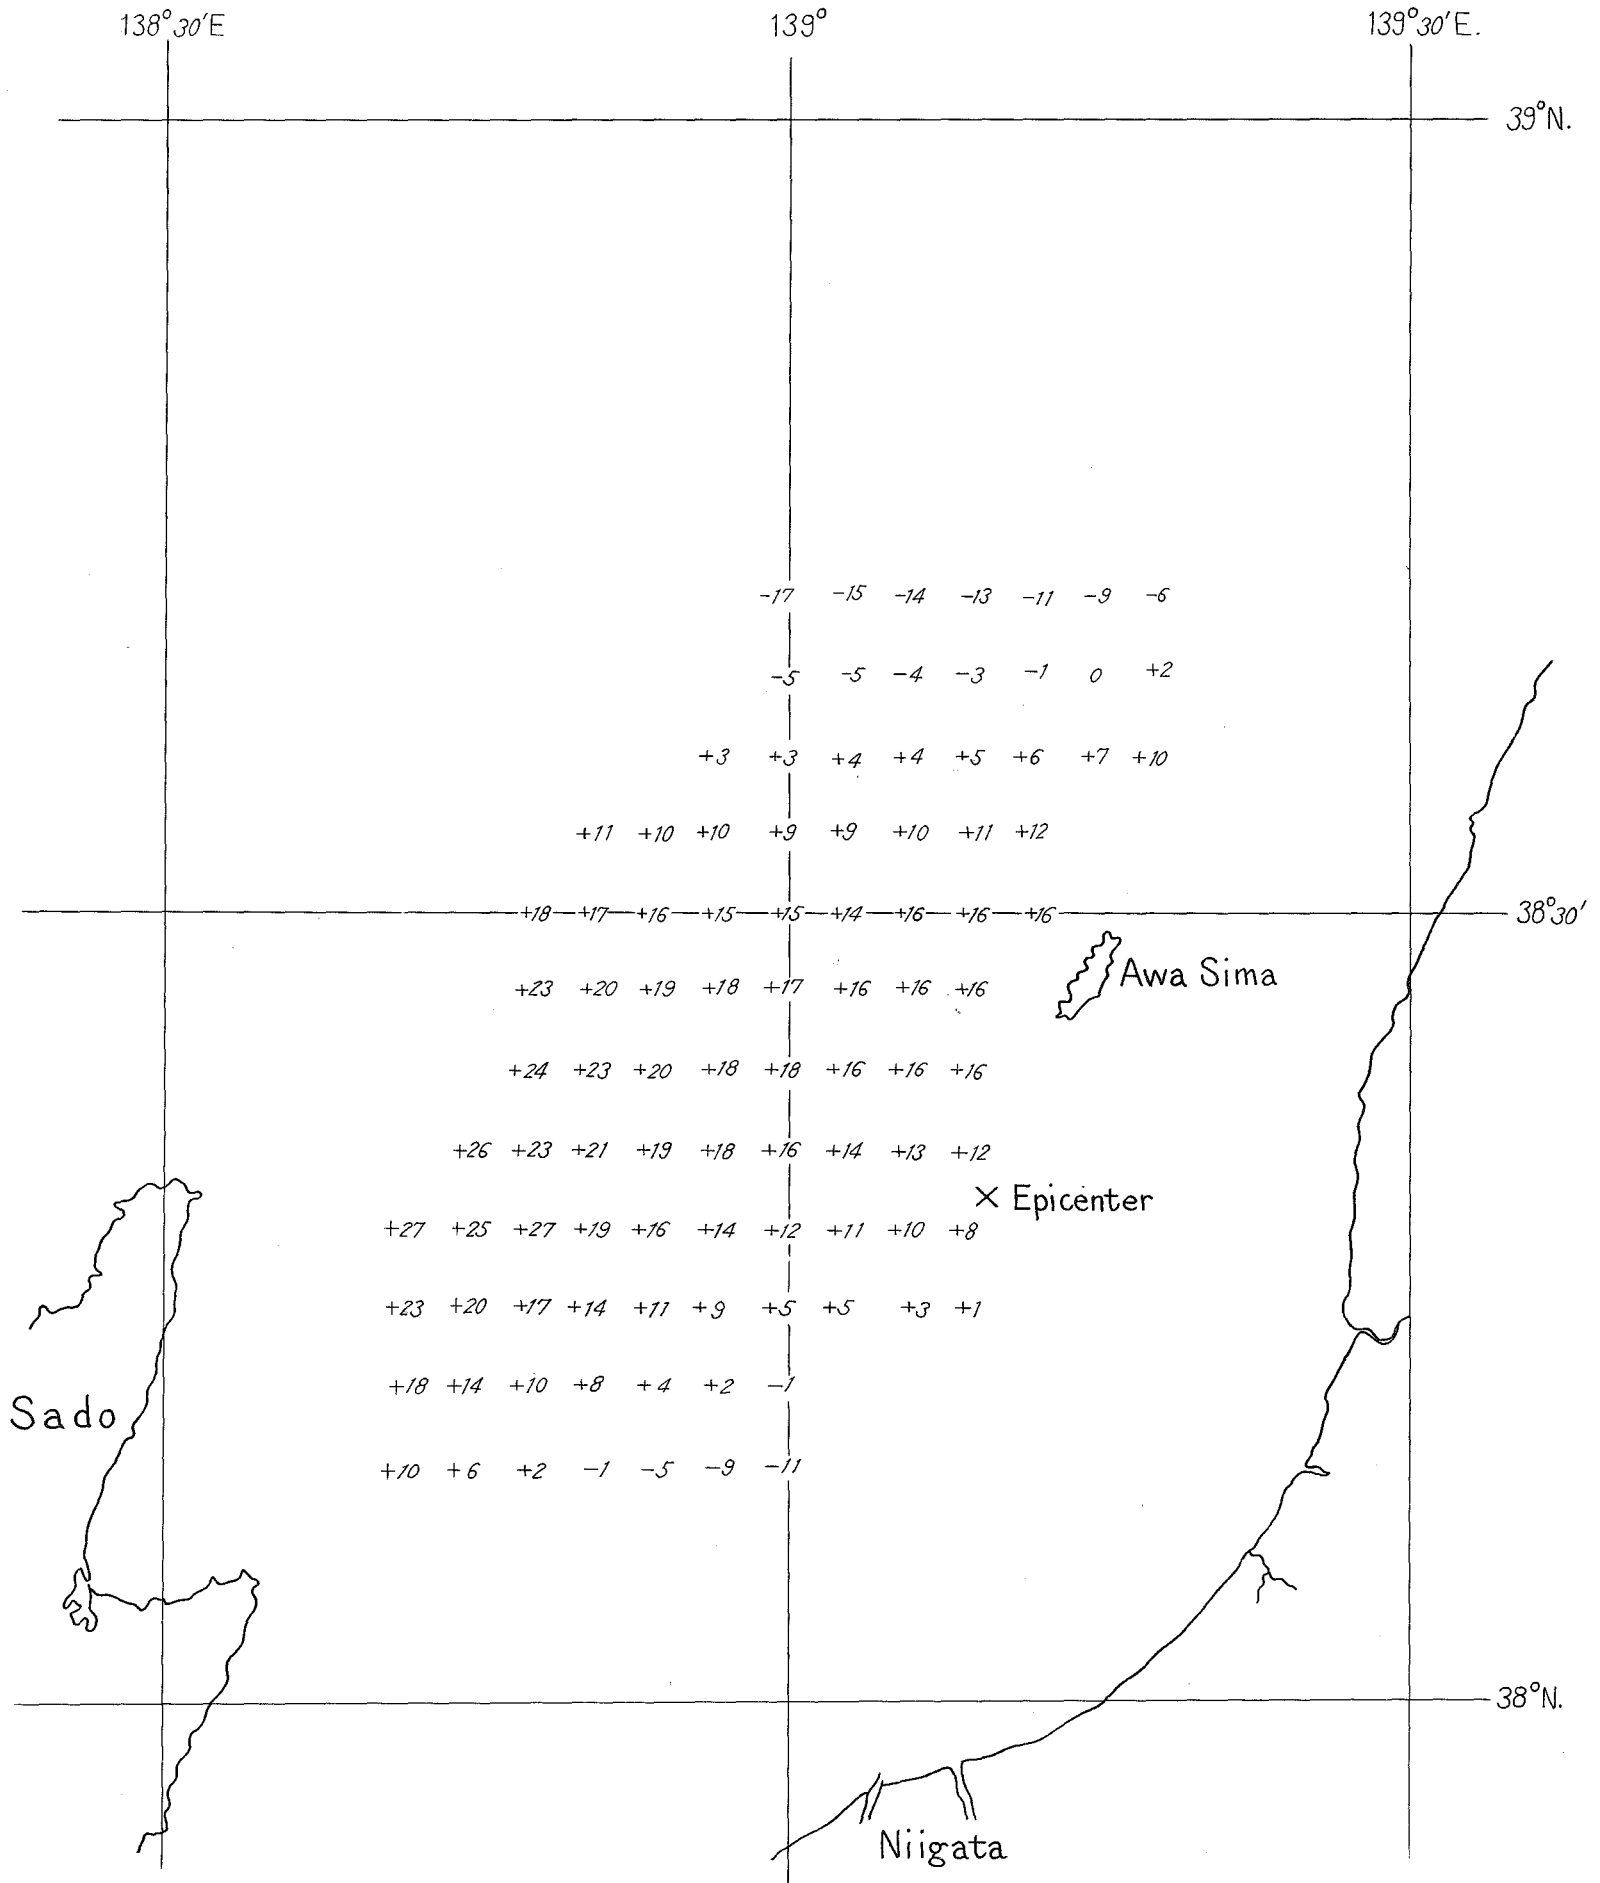 138°30'E 139° 139°30'E.
39°N.
-17 -15 -14 -13 -11 -9 -6
-5 -5 -4 -3 -1 0 +2
+3 +3 +4 +4 +5 +6 +7 +10
+11 +10 +10 +9 +9 +10 +11 +12
+18 +17 +16 +15 +15 +14 +16 +16 +16 38°30'
Awa Sima
+23 +20 +19 +18 +17 +16 +16 +16
+24 +23 +20 +18 +18 +16 +16 +16
+26 +23 +21 +19 +18 +16 +14 +13 +12
× Epicenter
+27 +25 +27 +19 +16 +14 +12 +11 +10 +8
+23 +20 +17 +14 +11 +9 +5 +5 +3 +1
+18 +14 +10 +8 +4 +2 -1
Sado
+10 +6 +2 -1 -5 -9 -11
38°N.
Niigata